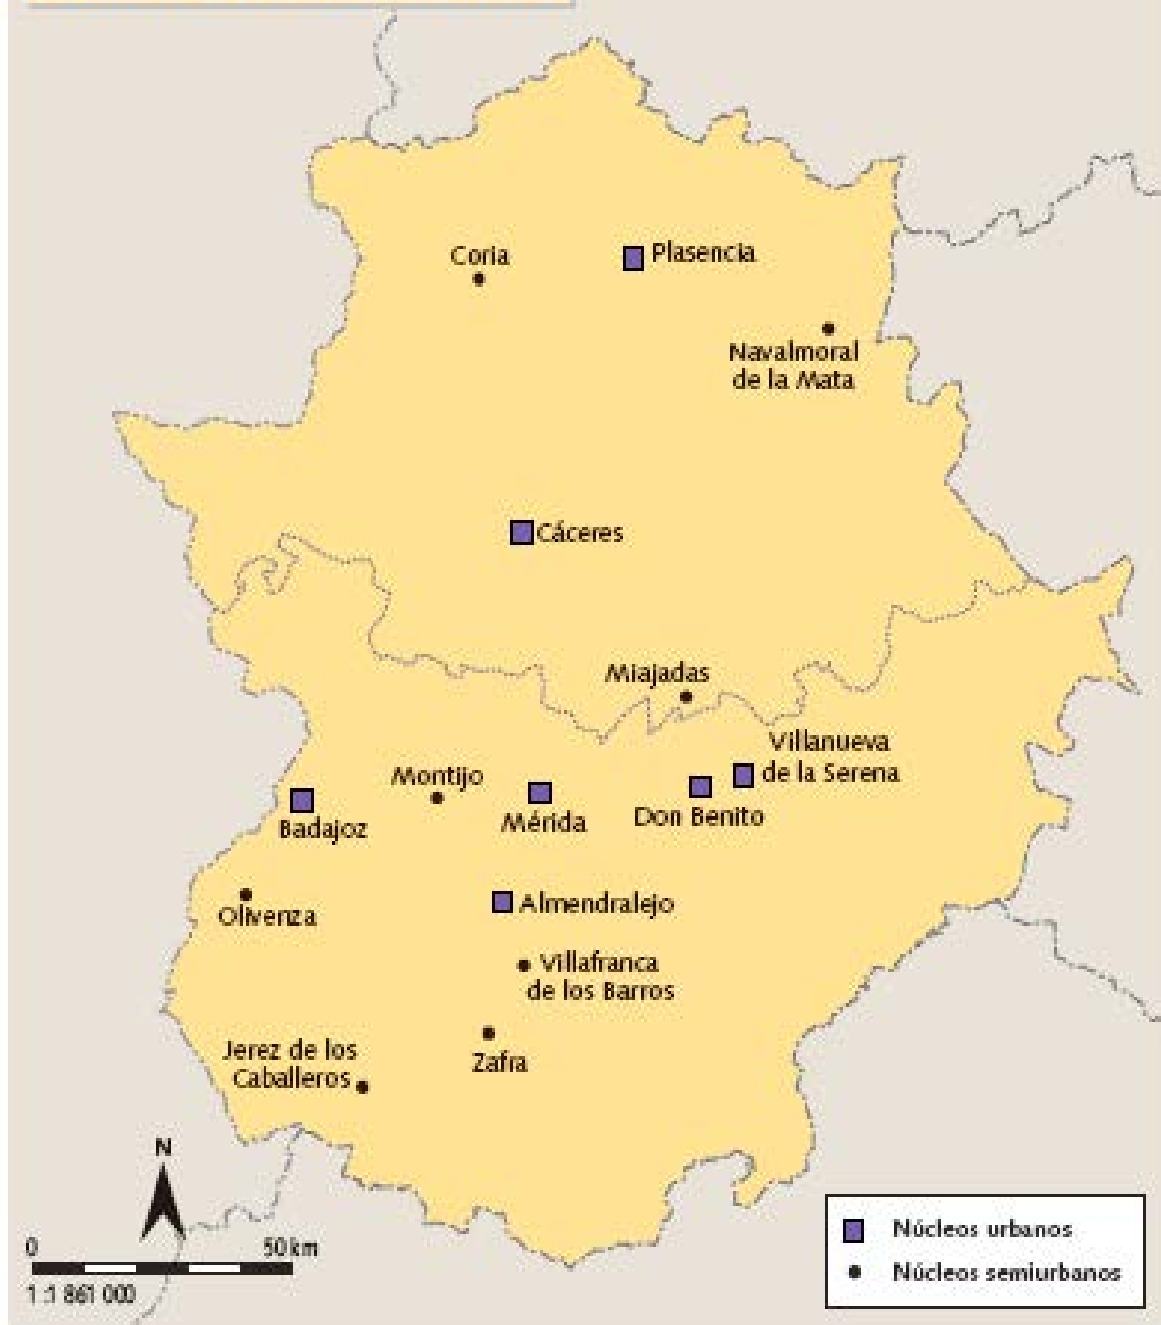 Coria
Plasencia
Navalmoral
de la Mata
Cáceres
Miajadas
Villanueva
de la Serena
Montijo
Mérida
Don Benito
Badajoz
Almendralejo
Olivenza
Villafranca
de los Barros
Zafra
Jerez de los
Caballeros
N
0 50 km
1 :1 861 000
Núcleos urbanos
Núcleos semiurbanos